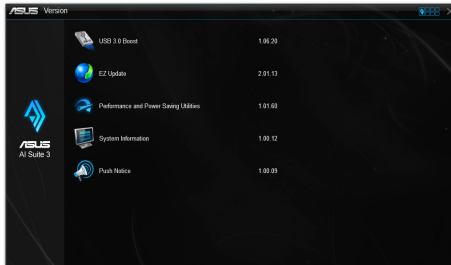 ASUS Version
USB 3.0 Boost 1.06.20
EZ Update 2.01.13
Performance and Power Saving Utilities 1.01.60
System Information 1.00.12
Push Notice 1.00.09
ASUS
AI Suite 3